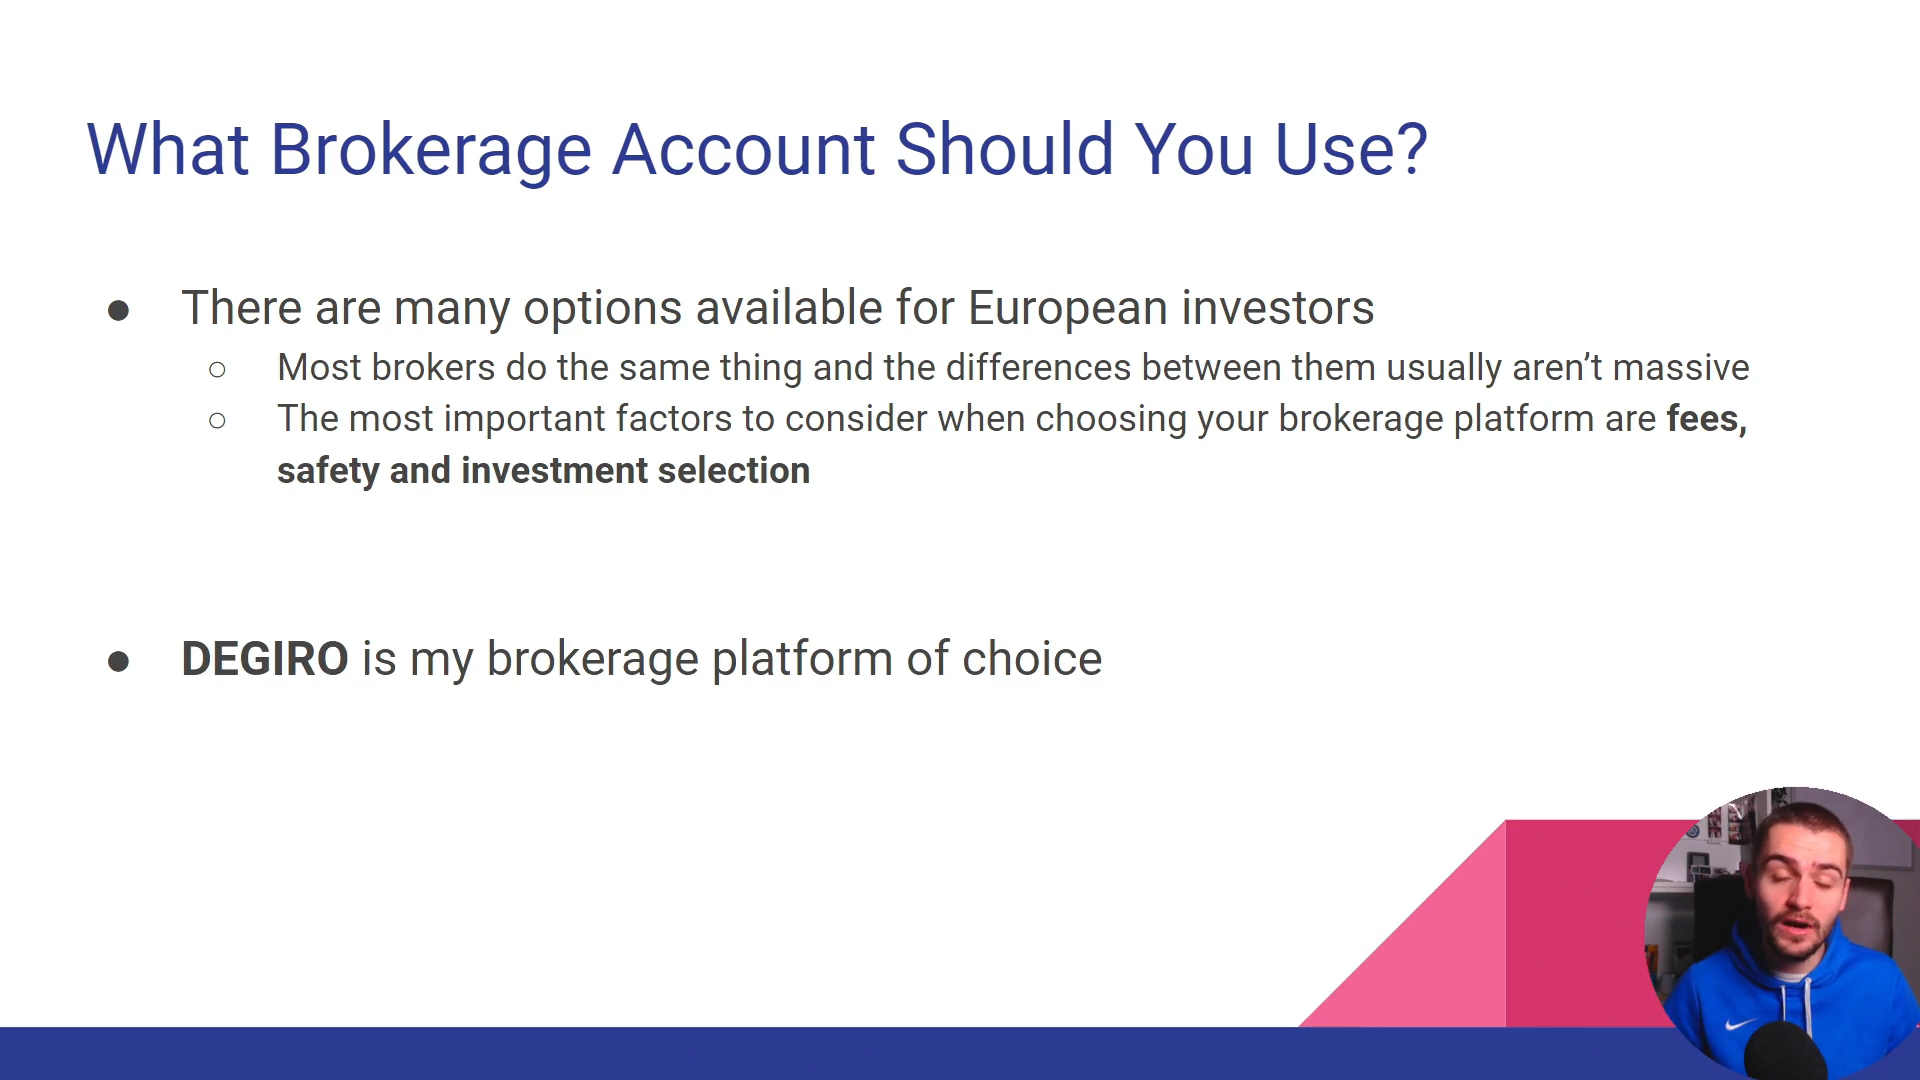 What Brokerage Account Should You Use?
● There are many options available for European investors
○ Most brokers do the same thing and the differences between them usually aren’t massive
○ The most important factors to consider when choosing your brokerage platform are fees,
safety and investment selection
● DEGIRO is my brokerage platform of choice